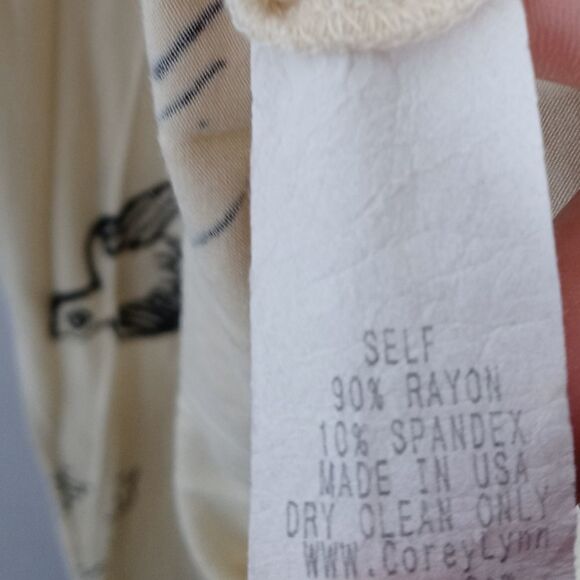 SELF
90% RAYON
10% SPANDEX
MADE IN USA
DRY CLEAN ONLY
WWW.CoreyLynn